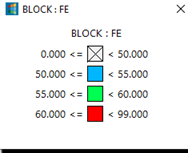 BLOCK : FE
BLOCK : FE
0.000 <= < 50.000
50.000 <= < 55.000
55.000 <= < 60.000
60.000 <= < 99.000